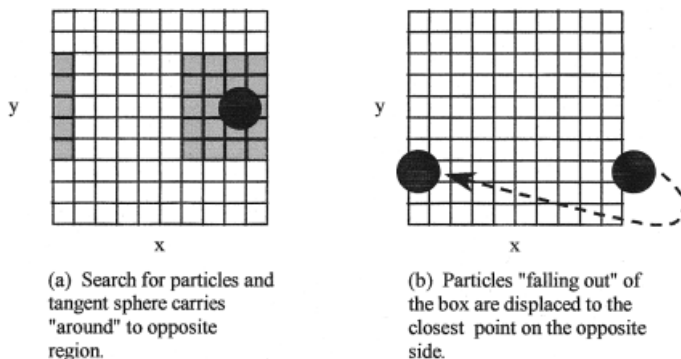 y
x
(a) Search for particles and
tangent sphere carries
"around" to opposite
region.
y
x
(b) Particles "falling out" of
the box are displaced to the
closest point on the opposite
side.